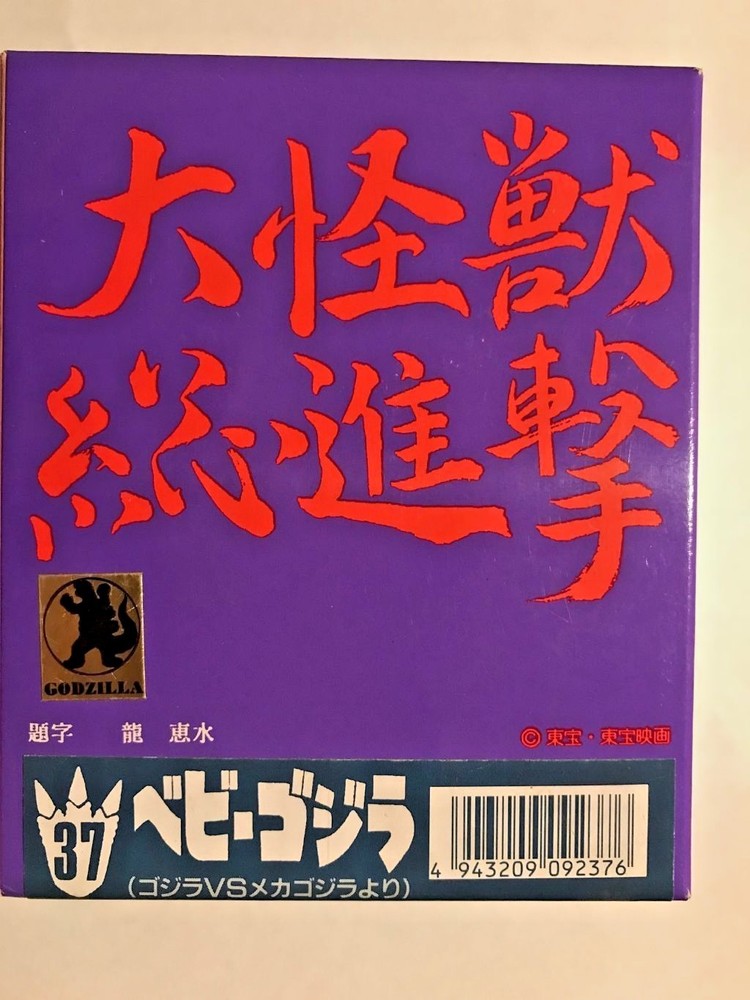 大怪獣
総進撃
GODZILLA
題字　龍　恵水
©東宝・東宝映画
37
ベビーゴジラ
(ゴジラVSメカゴジラより)
4 943209 092376